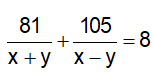 81/(x+y) + 105/(x−y) = 8